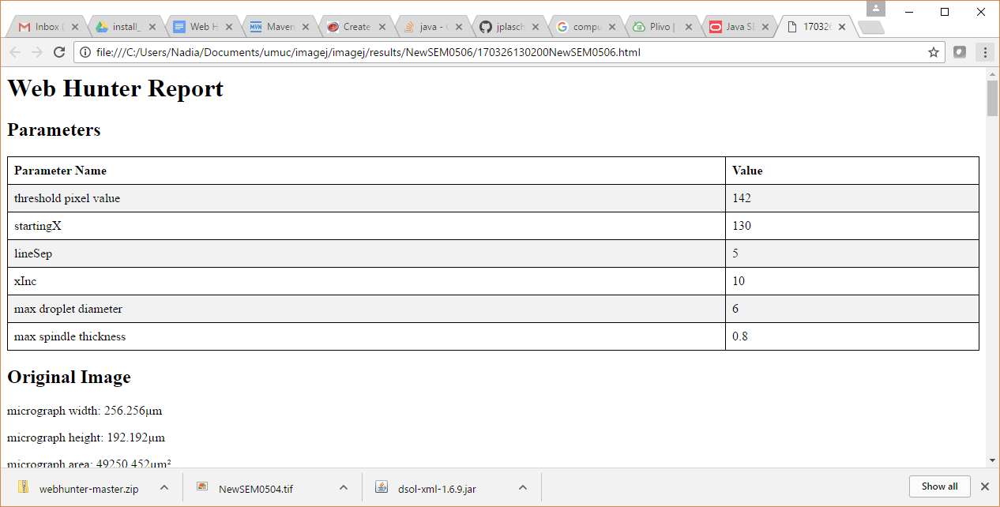 Inbox (
install_
Web H
Maven
Create
java - 
jplasch
compu
Plivo |
Java SE
17032
file:///C:/Users/Nadia/Documents/umuc/imagej/imagej/results/NewSEM0506/170326130200NewSEM0506.html
Web Hunter Report
Parameters
Parameter Name Value
threshold pixel value 142
startingX 130
lineSep 5
xInc 10
max droplet diameter 6
max spindle thickness 0.8
Original Image
micrograph width: 256.256μm
micrograph height: 192.192μm
micrograph area: 49250.452μm²
webhunter-master.zip NewSEM0504.tif dsol-xml-1.6.9.jar Show all